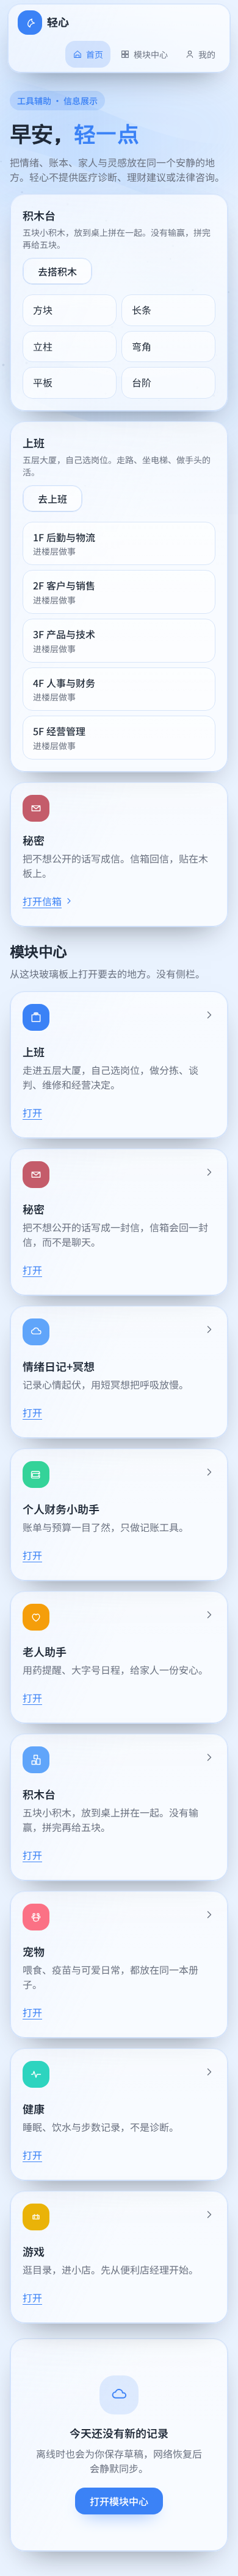 轻心
首页
模块中心
我的
工具辅助 · 信息展示
早安，轻一点
把情绪、账本、家人与灵感放在同一个安静的地
方。轻心不提供医疗诊断、理财建议或法律咨询。
积木台
五块小积木，放到桌上拼在一起。没有输赢，拼完
再给五块。
去搭积木
方块
长条
立柱
弯角
平板
台阶
上班
五层大厦，自己选岗位。走路、坐电梯、做手头的
活。
去上班
1F 后勤与物流
进楼层做事
2F 客户与销售
进楼层做事
3F 产品与技术
进楼层做事
4F 人事与财务
进楼层做事
5F 经营管理
进楼层做事
秘密
把不想公开的话写成信。信箱回信，贴在木
板上。
打开信箱
模块中心
从这块玻璃板上打开要去的地方。没有侧栏。
上班
走进五层大厦，自己选岗位，做分拣、谈
判、维修和经营决定。
打开
秘密
把不想公开的话写成一封信，信箱会回一封
信，而不是聊天。
打开
情绪日记+冥想
记录心情起伏，用短冥想把呼吸放慢。
打开
个人财务小助手
账单与预算一目了然，只做记账工具。
打开
老人助手
用药提醒、大字号日程，给家人一份安心。
打开
积木台
五块小积木，放到桌上拼在一起。没有输
赢，拼完再给五块。
打开
宠物
喂食、疫苗与可爱日常，都放在同一本册
子。
打开
健康
睡眠、饮水与步数记录，不是诊断。
打开
游戏
逛目录，进小店。先从便利店经理开始。
打开
今天还没有新的记录
离线时也会为你保存草稿，网络恢复后
会静默同步。
打开模块中心